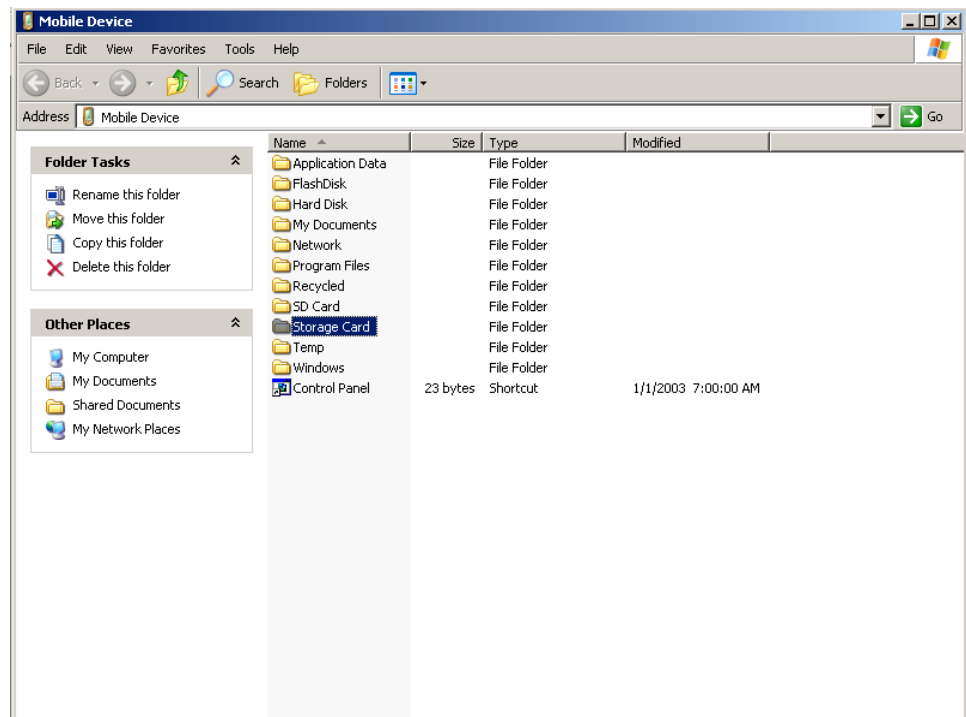 Mobile Device
File Edit View Favorites Tools Help
Back Search Folders
Address Mobile Device Go
Folder Tasks
Rename this folder
Move this folder
Copy this folder
Delete this folder
Other Places
My Computer
My Documents
Shared Documents
My Network Places
Name Size Type Modified
Application Data File Folder
FlashDisk File Folder
Hard Disk File Folder
My Documents File Folder
Network File Folder
Program Files File Folder
Recycled File Folder
SD Card File Folder
Storage Card File Folder
Temp File Folder
Windows File Folder
Control Panel 23 bytes Shortcut 1/1/2003 7:00:00 AM